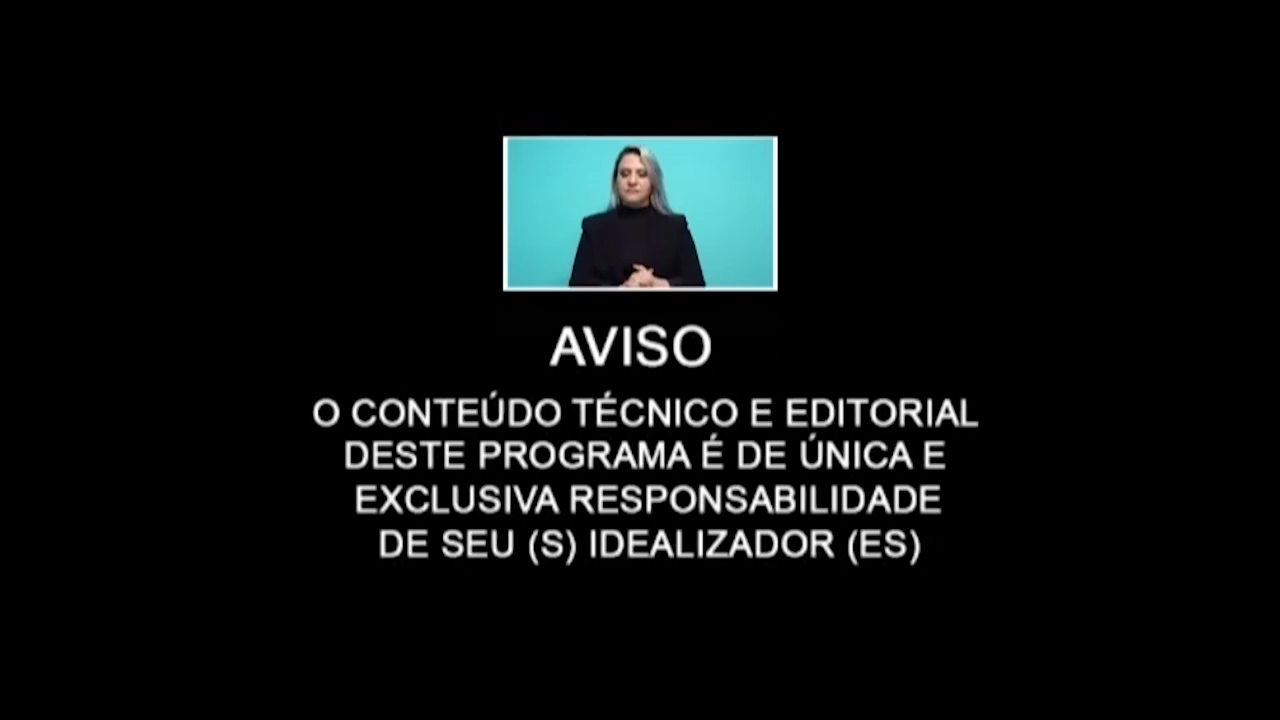 AVISO
O CONTEÚDO TÉCNICO E EDITORIAL
DESTE PROGRAMA É DE ÚNICA E
EXCLUSIVA RESPONSABILIDADE
DE SEU (S) IDEALIZADOR (ES)